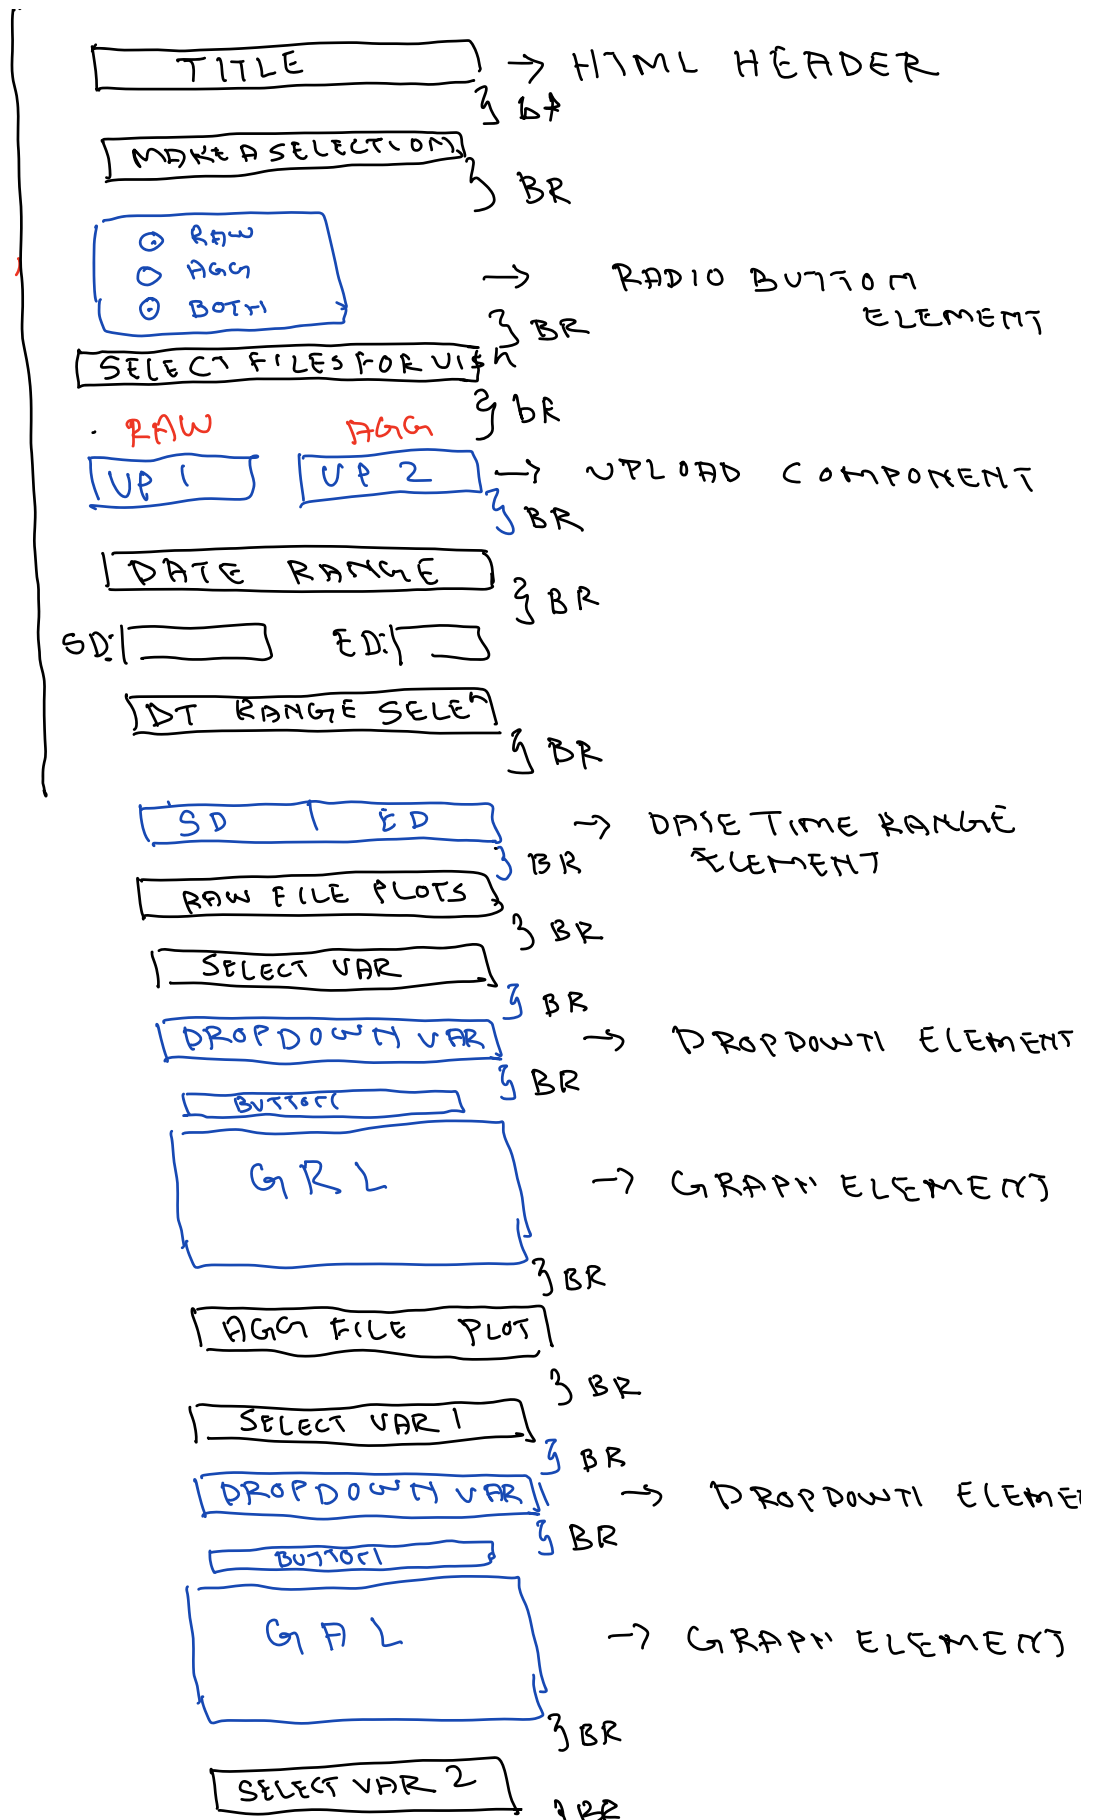 TITLE → HTML HEADER
} br
MAKE A SELECTION
} BR
RAW
AGG
BOTH
→ RADIO BUTTON
ELEMENT
} BR
SELECT FILES FOR VISN
} bR
RAW AGG
UP 1 UP 2 → UPLOAD COMPONENT
} BR
DATE RANGE
} BR
SD: ED:
DT RANGE SELEN
} BR
SD | ED → DATE TIME RANGE
ELEMENT
} BR
RAW FILE PLOTS
} BR
SELECT VAR
} BR
DROPDOWN VAR → DROPDOWN ELEMENT
} BR
BUTTON
GRL → GRAPH ELEMENT
} BR
AGG FILE PLOT
} BR
SELECT VAR 1
} BR
DROPDOWN VAR 1 → DROPDOWN ELEME
} BR
BUTTON
GAL → GRAPH ELEMENT
} BR
SELECT VAR 2
} BR